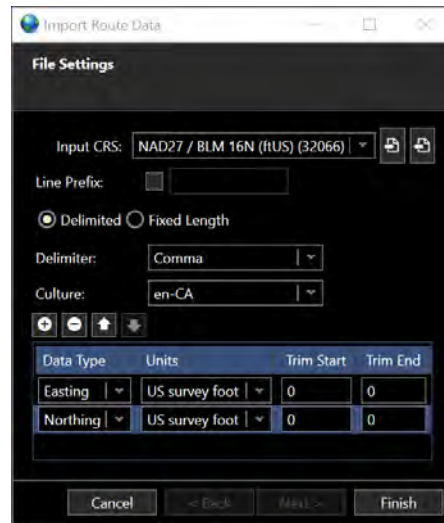 Import Route Data
File Settings
Input CRS: NAD27 / BLM 16N (ftUS) (32066)
Line Prefix:
Delimited Fixed Length
Delimiter: Comma
Culture: en-CA
Data Type Units Trim Start Trim End
Easting US survey foot 0 0
Northing US survey foot 0 0
Cancel < Back Next > Finish